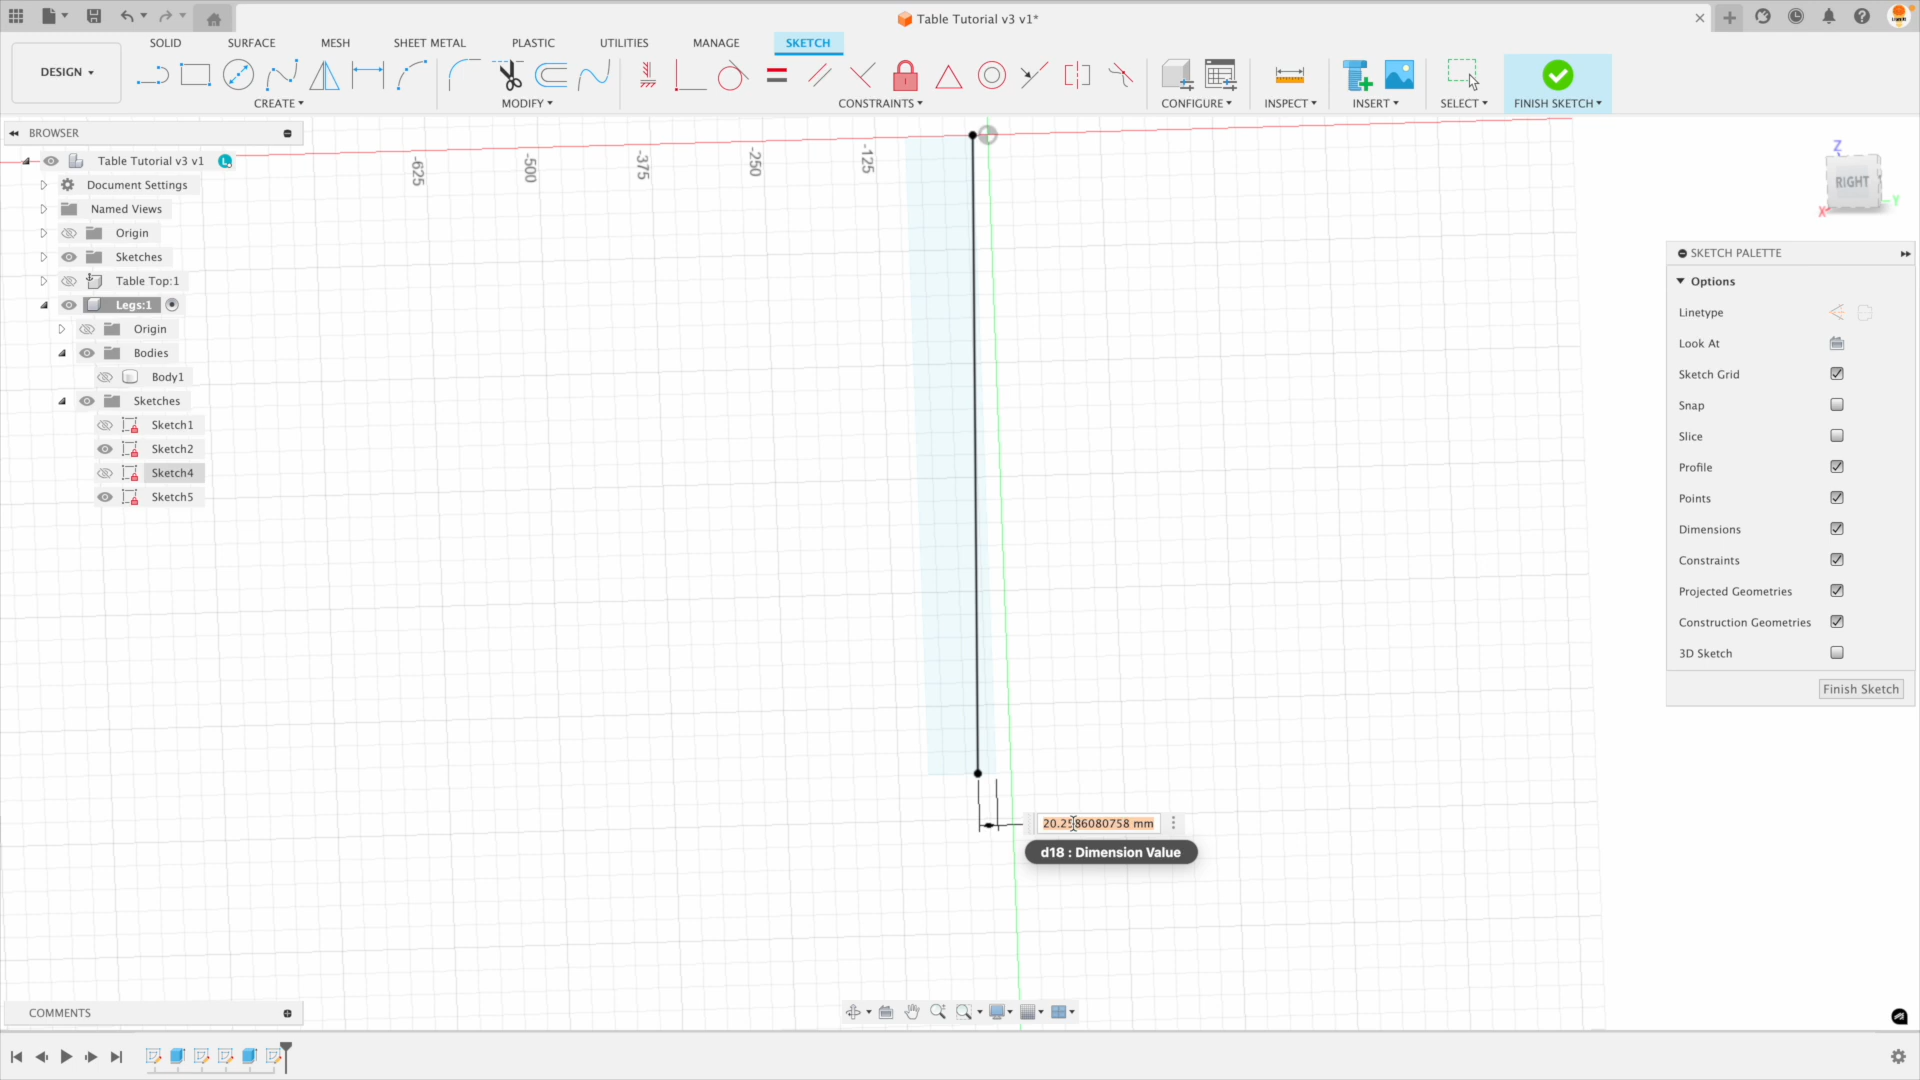 Table Tutorial v3 v1*
DESIGN
SOLID
SURFACE
MESH
SHEET METAL
PLASTIC
UTILITIES
MANAGE
SKETCH
CREATE
MODIFY
CONSTRAINTS
CONFIGURE
INSPECT
INSERT
SELECT
FINISH SKETCH
BROWSER
Table Tutorial v3 v1
Document Settings
Named Views
Origin
Sketches
Table Top:1
Legs:1
Origin
Bodies
Body1
Sketches
Sketch1
Sketch2
Sketch4
Sketch5
-625
-500
-375
-250
-125
Z
RIGHT
X
Y
SKETCH PALETTE
Options
Linetype
Look At
Sketch Grid
Snap
Slice
Profile
Points
Dimensions
Constraints
Projected Geometries
Construction Geometries
3D Sketch
Finish Sketch
d18 : Dimension Value
COMMENTS